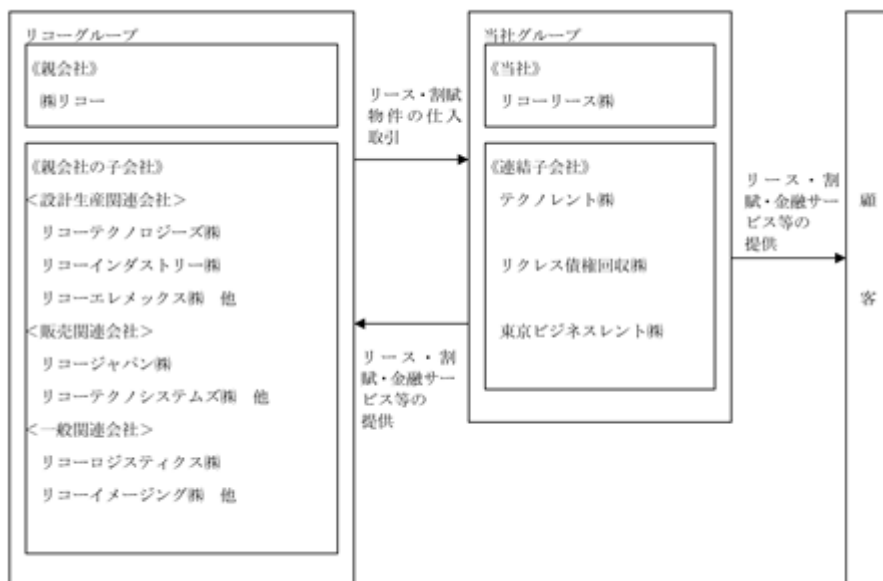 リコーグループ
《親会社》
㈱リコー
《親会社の子会社》
＜設計生産関連会社＞
リコーテクノロジーズ㈱
リコーインダストリー㈱
リコーエレメックス㈱　他
＜販売関連会社＞
リコージャパン㈱
リコーテクノシステムズ㈱　他
＜一般関連会社＞
リコーロジスティクス㈱
リコーイメージング㈱　他
リース・割賦
物件の仕入
取引
リース・割
賦・金融サー
ビス等の
提供
当社グループ
《当社》
リコーリース㈱
《連結子会社》
テクノレント㈱
リクレス債権回収㈱
東京ビジネスレント㈱
リース・割
賦・金融サー
ビス等の
提供
顧
客